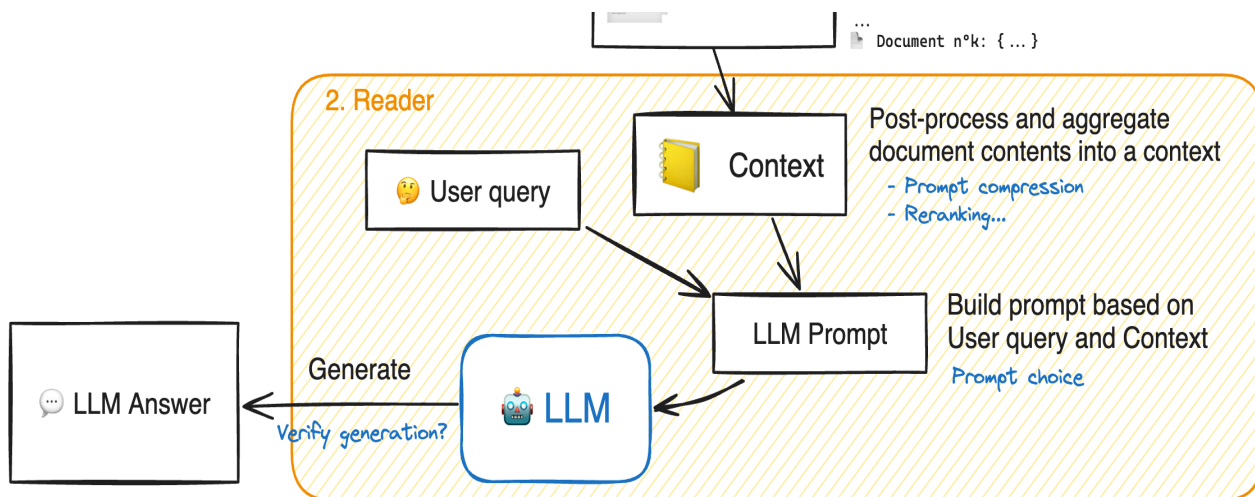 ...
Document n°k: {...}
2. Reader
Context
Post-process and aggregate
document contents into a context
- Prompt compression
- Reranking...
User query
LLM Prompt
Build prompt based on
User query and Context
Prompt choice
Generate
LLM
LLM Answer
Verify generation?